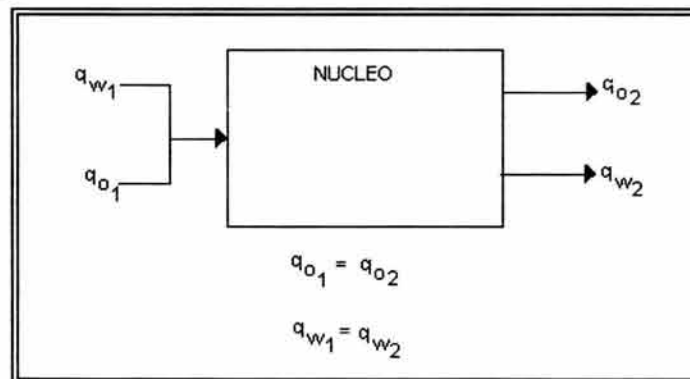 NUCLEO
q_w1
q_o2
q_o1
q_w2
q_o1 = q_o2
q_w1 = q_w2